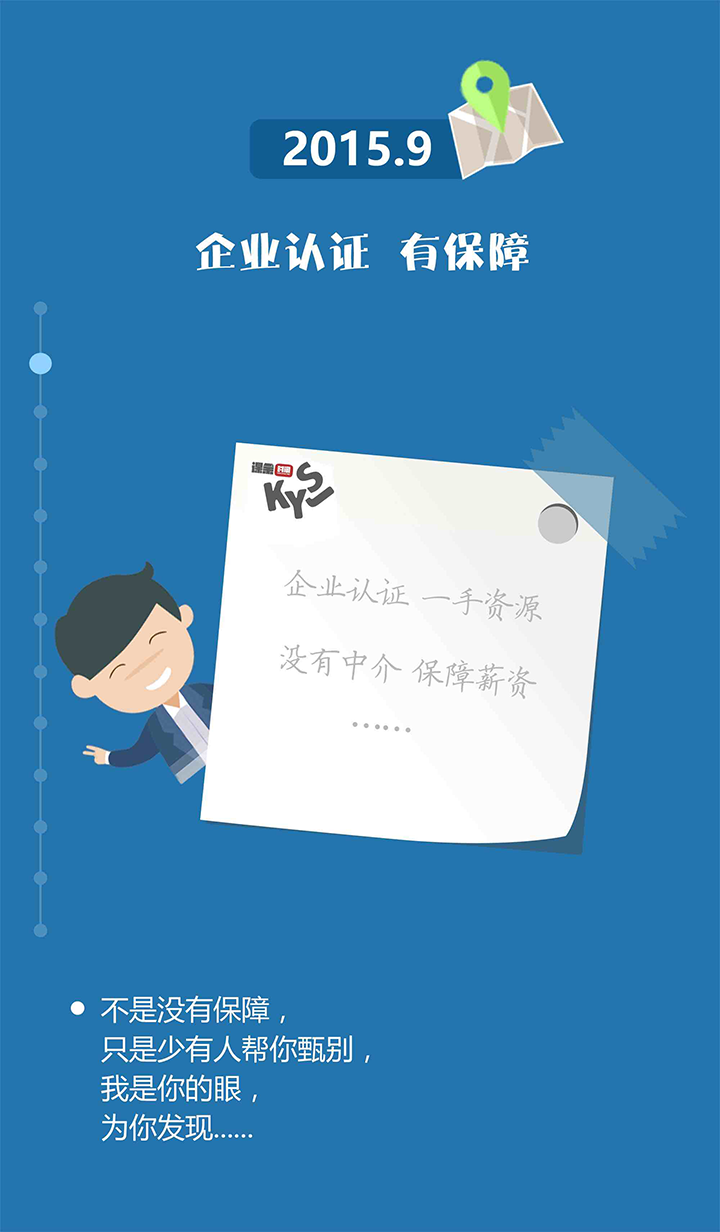 2015.9
企业认证 有保障
KYSJ
企业认证 一手资源
没有中介 保障薪资
······
不是没有保障，
只是少有人帮你甄别，
我是你的眼，
为你发现......